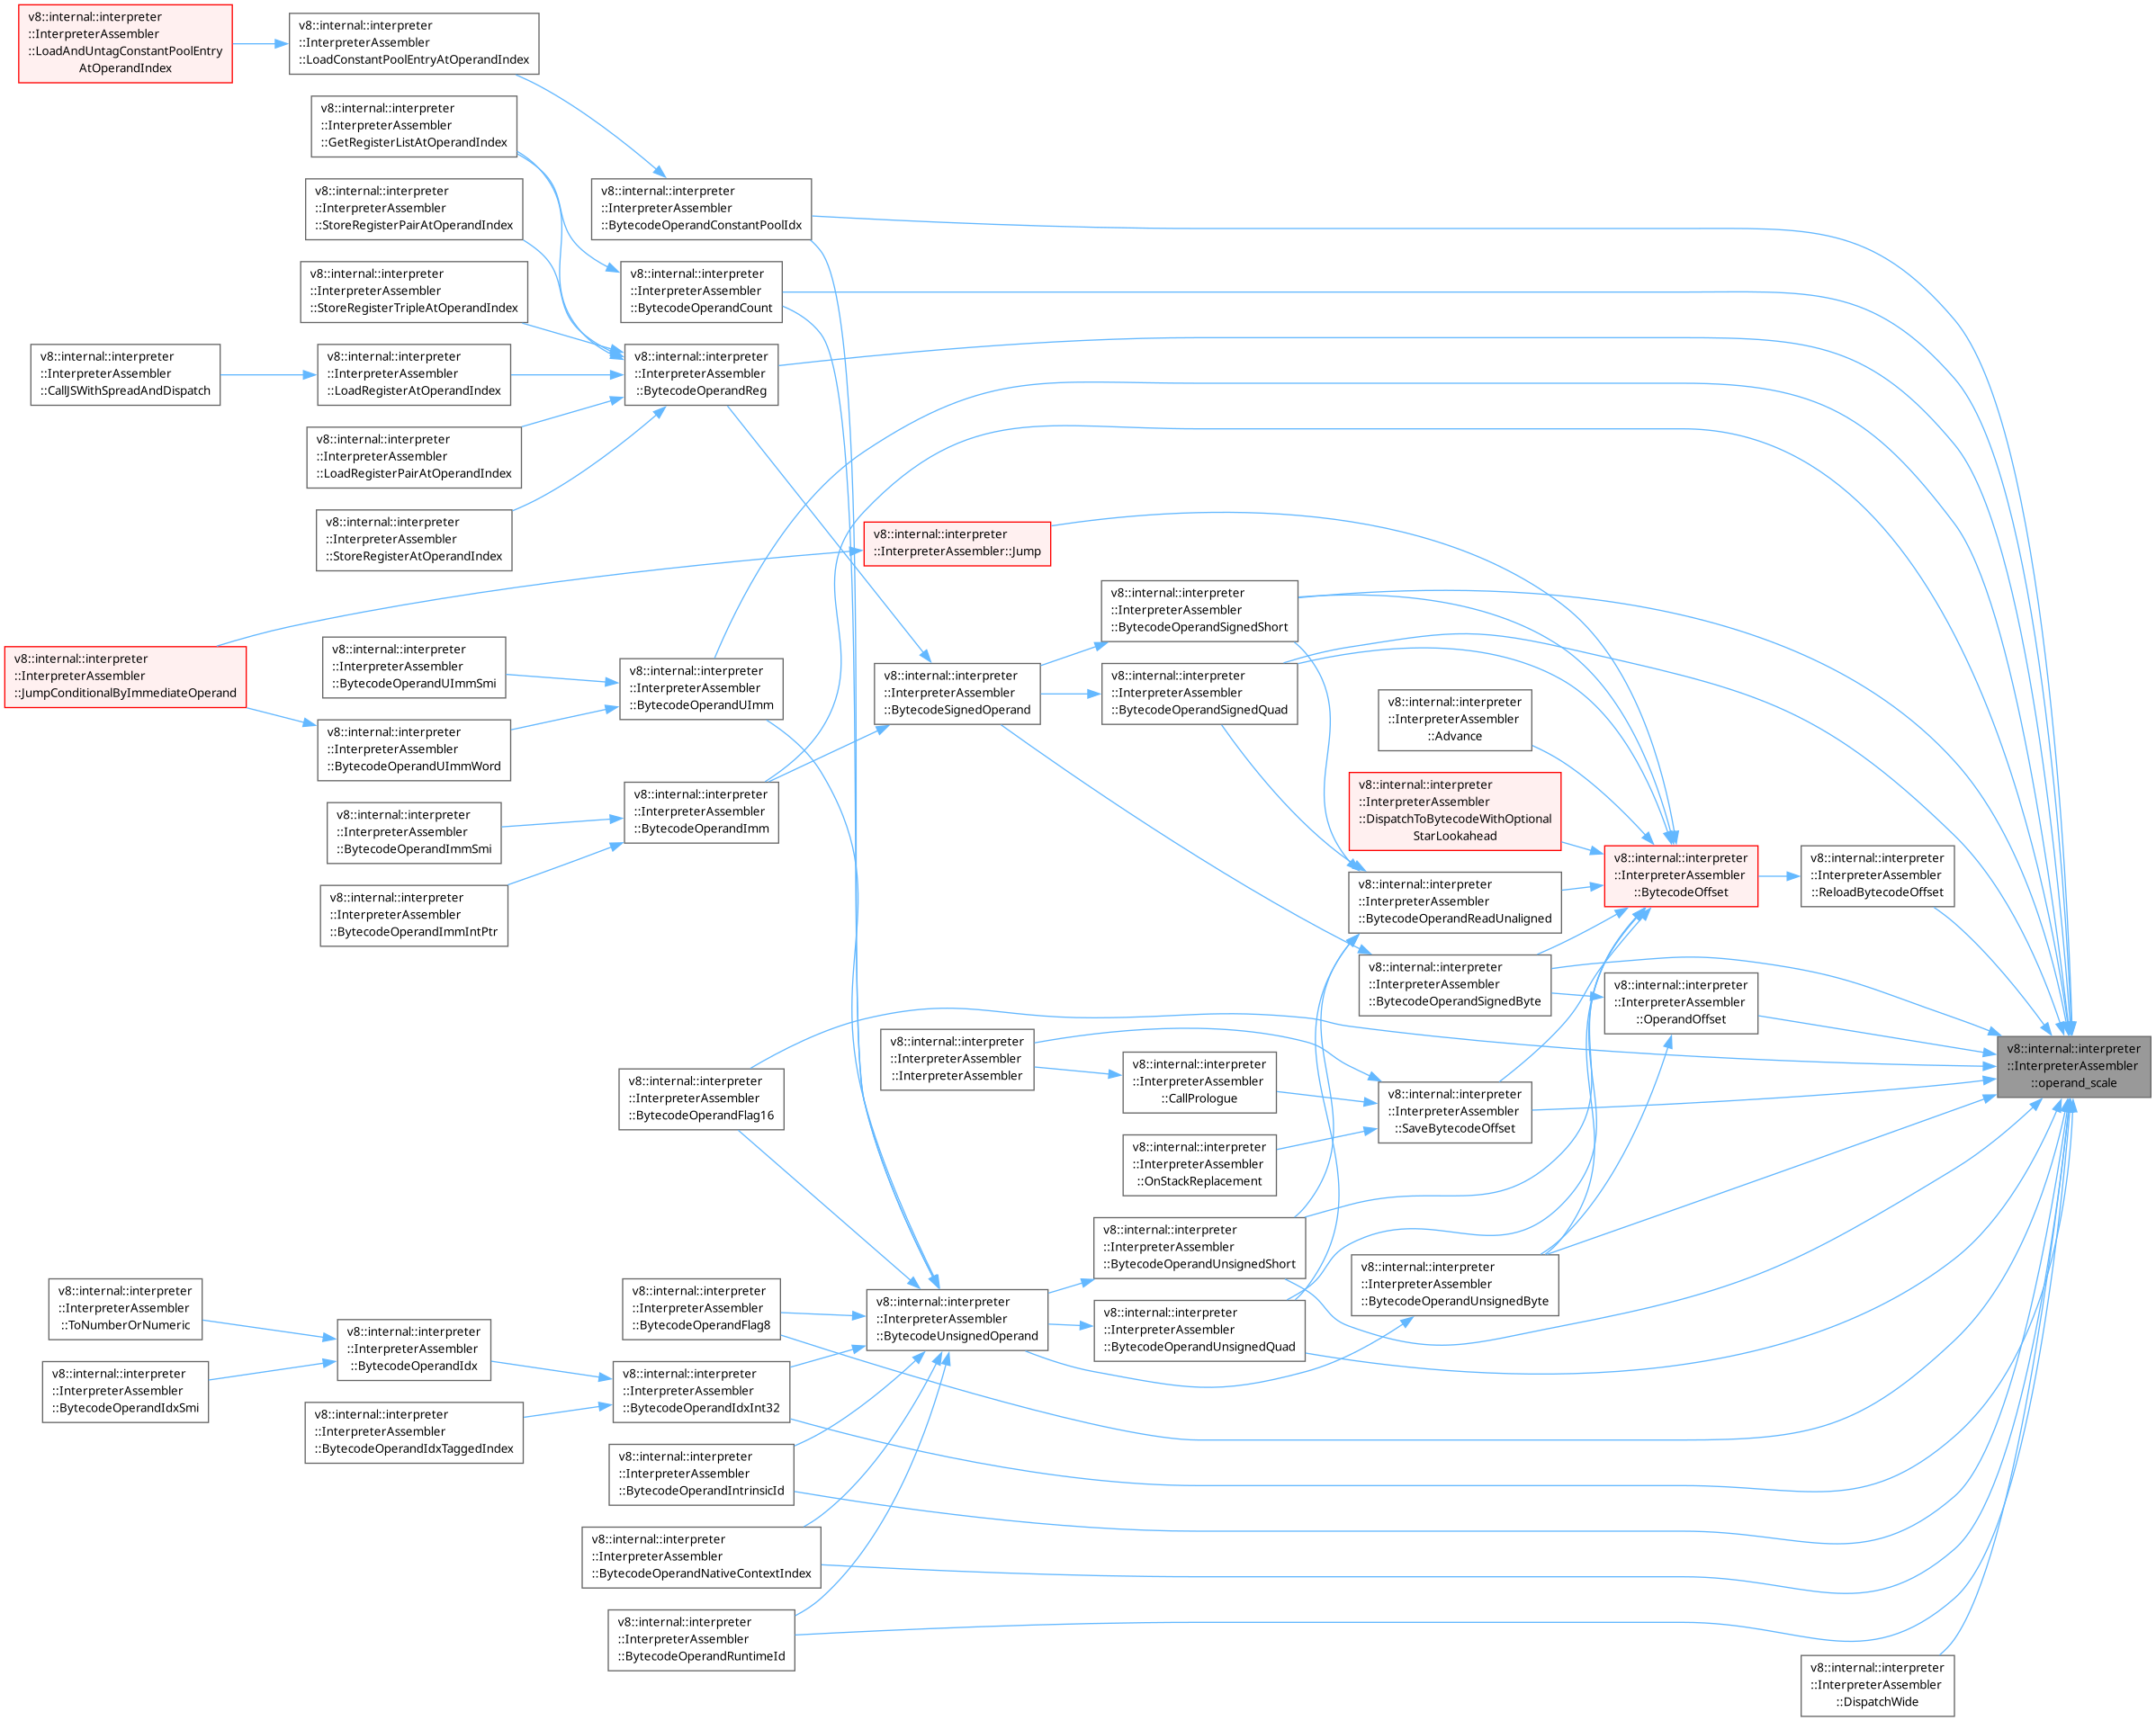 v8::internal::interpreter
::InterpreterAssembler
::LoadAndUntagConstantPoolEntry
AtOperandIndex
v8::internal::interpreter
::InterpreterAssembler
::LoadConstantPoolEntryAtOperandIndex
v8::internal::interpreter
::InterpreterAssembler
::GetRegisterListAtOperandIndex
v8::internal::interpreter
::InterpreterAssembler
::StoreRegisterPairAtOperandIndex
v8::internal::interpreter
::InterpreterAssembler
::BytecodeOperandConstantPoolIdx
v8::internal::interpreter
::InterpreterAssembler
::StoreRegisterTripleAtOperandIndex
v8::internal::interpreter
::InterpreterAssembler
::BytecodeOperandCount
v8::internal::interpreter
::InterpreterAssembler
::CallJSWithSpreadAndDispatch
v8::internal::interpreter
::InterpreterAssembler
::LoadRegisterAtOperandIndex
v8::internal::interpreter
::InterpreterAssembler
::BytecodeOperandReg
v8::internal::interpreter
::InterpreterAssembler
::LoadRegisterPairAtOperandIndex
v8::internal::interpreter
::InterpreterAssembler
::StoreRegisterAtOperandIndex
v8::internal::interpreter
::InterpreterAssembler::Jump
v8::internal::interpreter
::InterpreterAssembler
::BytecodeOperandSignedShort
v8::internal::interpreter
::InterpreterAssembler
::JumpConditionalByImmediateOperand
v8::internal::interpreter
::InterpreterAssembler
::BytecodeOperandUImmSmi
v8::internal::interpreter
::InterpreterAssembler
::BytecodeOperandUImm
v8::internal::interpreter
::InterpreterAssembler
::BytecodeSignedOperand
v8::internal::interpreter
::InterpreterAssembler
::BytecodeOperandSignedQuad
v8::internal::interpreter
::InterpreterAssembler
::Advance
v8::internal::interpreter
::InterpreterAssembler
::BytecodeOperandUImmWord
v8::internal::interpreter
::InterpreterAssembler
::DispatchToBytecodeWithOptional
StarLookahead
v8::internal::interpreter
::InterpreterAssembler
::BytecodeOperandImm
v8::internal::interpreter
::InterpreterAssembler
::BytecodeOperandImmSmi
v8::internal::interpreter
::InterpreterAssembler
::BytecodeOffset
v8::internal::interpreter
::InterpreterAssembler
::ReloadBytecodeOffset
v8::internal::interpreter
::InterpreterAssembler
::BytecodeOperandReadUnaligned
v8::internal::interpreter
::InterpreterAssembler
::BytecodeOperandImmIntPtr
v8::internal::interpreter
::InterpreterAssembler
::BytecodeOperandSignedByte
v8::internal::interpreter
::InterpreterAssembler
::OperandOffset
v8::internal::interpreter
::InterpreterAssembler
::InterpreterAssembler
v8::internal::interpreter
::InterpreterAssembler
::operand_scale
v8::internal::interpreter
::InterpreterAssembler
::CallPrologue
v8::internal::interpreter
::InterpreterAssembler
::BytecodeOperandFlag16
v8::internal::interpreter
::InterpreterAssembler
::SaveBytecodeOffset
v8::internal::interpreter
::InterpreterAssembler
::OnStackReplacement
v8::internal::interpreter
::InterpreterAssembler
::BytecodeOperandUnsignedShort
v8::internal::interpreter
::InterpreterAssembler
::BytecodeOperandUnsignedByte
v8::internal::interpreter
::InterpreterAssembler
::ToNumberOrNumeric
v8::internal::interpreter
::InterpreterAssembler
::BytecodeOperandFlag8
v8::internal::interpreter
::InterpreterAssembler
::BytecodeUnsignedOperand
v8::internal::interpreter
::InterpreterAssembler
::BytecodeOperandUnsignedQuad
v8::internal::interpreter
::InterpreterAssembler
::BytecodeOperandIdx
v8::internal::interpreter
::InterpreterAssembler
::BytecodeOperandIdxSmi
v8::internal::interpreter
::InterpreterAssembler
::BytecodeOperandIdxInt32
v8::internal::interpreter
::InterpreterAssembler
::BytecodeOperandIdxTaggedIndex
v8::internal::interpreter
::InterpreterAssembler
::BytecodeOperandIntrinsicId
v8::internal::interpreter
::InterpreterAssembler
::BytecodeOperandNativeContextIndex
v8::internal::interpreter
::InterpreterAssembler
::BytecodeOperandRuntimeId
v8::internal::interpreter
::InterpreterAssembler
::DispatchWide